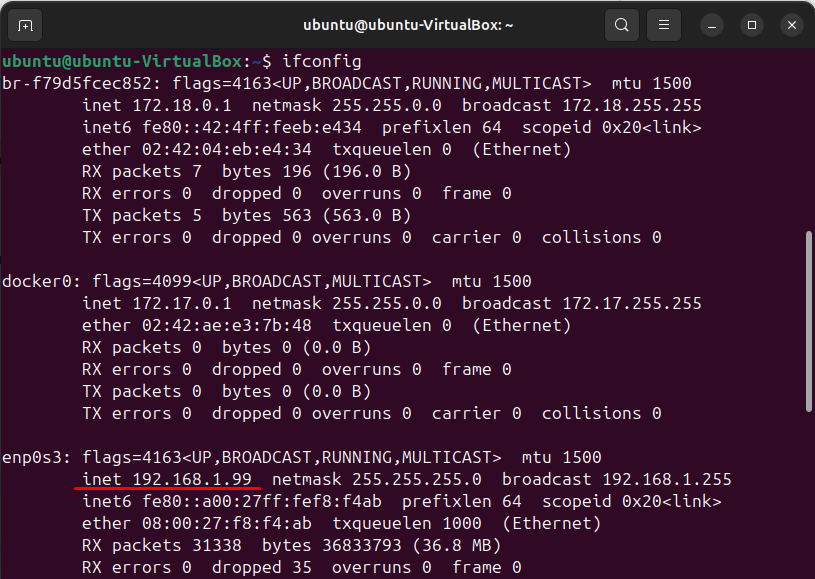 ubuntu@ubuntu-VirtualBox: ~
ubuntu@ubuntu-VirtualBox:~$ ifconfig
br-f79d5fcec852: flags=4163<UP,BROADCAST,RUNNING,MULTICAST>  mtu 1500
        inet 172.18.0.1  netmask 255.255.0.0  broadcast 172.18.255.255
        inet6 fe80::42:4ff:feeb:e434  prefixlen 64  scopeid 0x20<link>
        ether 02:42:04:eb:e4:34  txqueuelen 0  (Ethernet)
        RX packets 7  bytes 196 (196.0 B)
        RX errors 0  dropped 0  overruns 0  frame 0
        TX packets 5  bytes 563 (563.0 B)
        TX errors 0  dropped 0 overruns 0  carrier 0  collisions 0

docker0: flags=4099<UP,BROADCAST,MULTICAST>  mtu 1500
        inet 172.17.0.1  netmask 255.255.0.0  broadcast 172.17.255.255
        ether 02:42:ae:e3:7b:48  txqueuelen 0  (Ethernet)
        RX packets 0  bytes 0 (0.0 B)
        RX errors 0  dropped 0  overruns 0  frame 0
        TX packets 0  bytes 0 (0.0 B)
        TX errors 0  dropped 0 overruns 0  carrier 0  collisions 0

enp0s3: flags=4163<UP,BROADCAST,RUNNING,MULTICAST>  mtu 1500
        inet 192.168.1.99  netmask 255.255.255.0  broadcast 192.168.1.255
        inet6 fe80::a00:27ff:fef8:f4ab  prefixlen 64  scopeid 0x20<link>
        ether 08:00:27:f8:f4:ab  txqueuelen 1000  (Ethernet)
        RX packets 31338  bytes 36833793 (36.8 MB)
        RX errors 0  dropped 35  overruns 0  frame 0